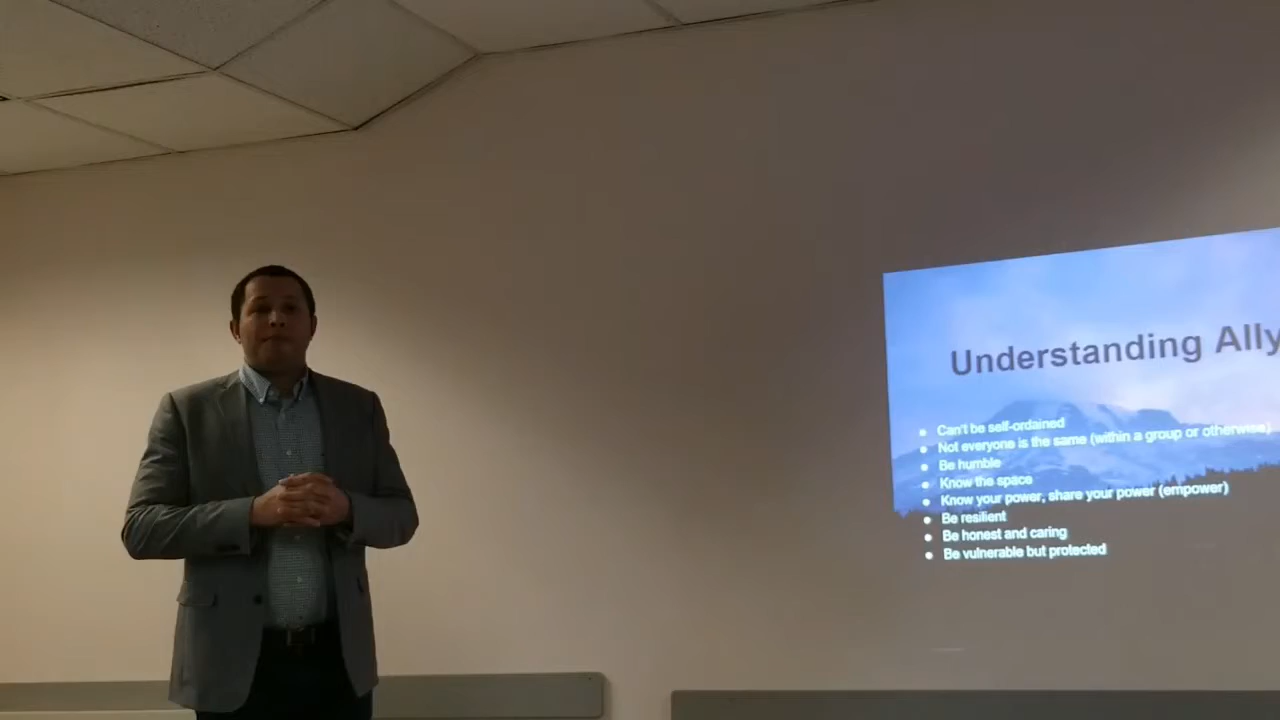 Understanding Ally
Can't be self-ordained
Not everyone is the same (within a group or otherwise)
Be humble
Know the space
Know your power, share your power (empower)
Be resilient
Be honest and caring
Be vulnerable but protected